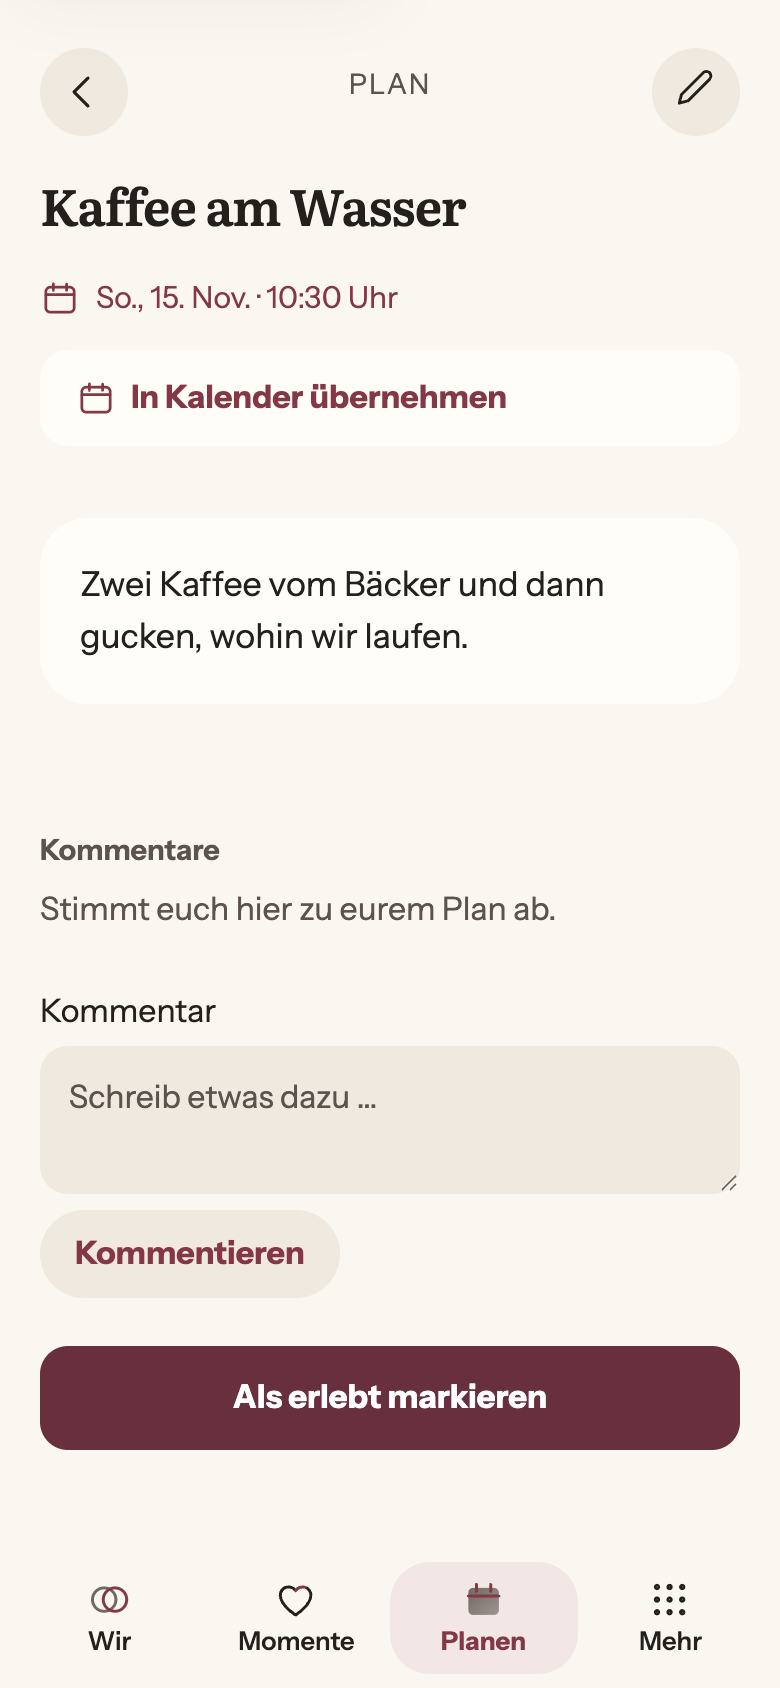 PLAN
Kaffee am Wasser
So., 15. Nov. · 10:30 Uhr
In Kalender übernehmen
Zwei Kaffee vom Bäcker und dann
gucken, wohin wir laufen.
Kommentare
Stimmt euch hier zu eurem Plan ab.
Kommentar
Schreib etwas dazu ...
Kommentieren
Als erlebt markieren
Wir Momente Planen Mehr